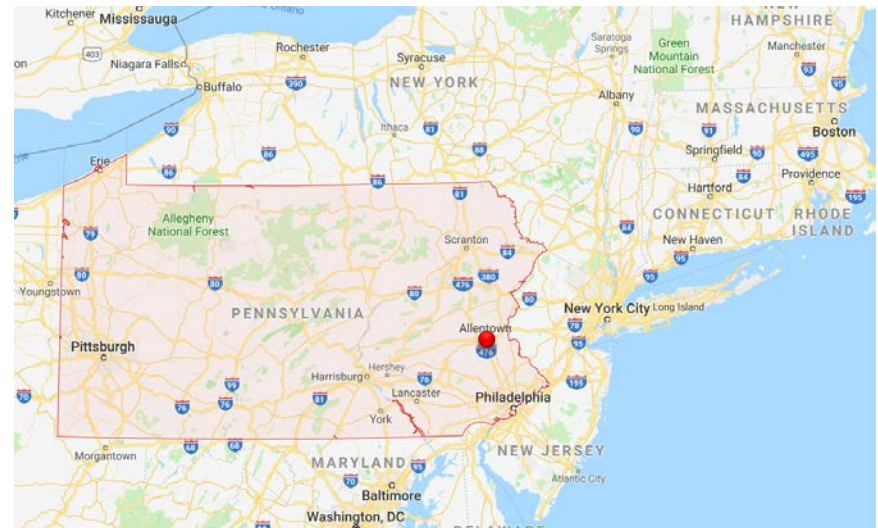 Kitchener
Mississauga
403
Niagara Falls
Buffalo
Rochester
390
Syracuse
NEW YORK
Saratoga
Springs
Green
Mountain
National Forest
HAMPSHIRE
Manchester
93
95
Albany
MASSACHUSETTS
Boston
90
Ithaca
81
90
91
90
Springfield
495
Erie
86
86
88
86
81
84
Hartford
Providence
195
CONNECTICUT
RHODE
ISLAND
Allegheny
National Forest
79
Scranton
84
84
New Haven
95
95
80
Youngstown
80
476
380
80
80
PENNSYLVANIA
New York City
Long Island
Allentown
78
476
95
Pittsburgh
Hershey
Harrisburg
76
195
99
Lancaster
Philadelphia
70
76
76
81
York
Morgantown
68
68
MARYLAND
95
NEW JERSEY
70
Atlantic City
Baltimore
Washington, DC